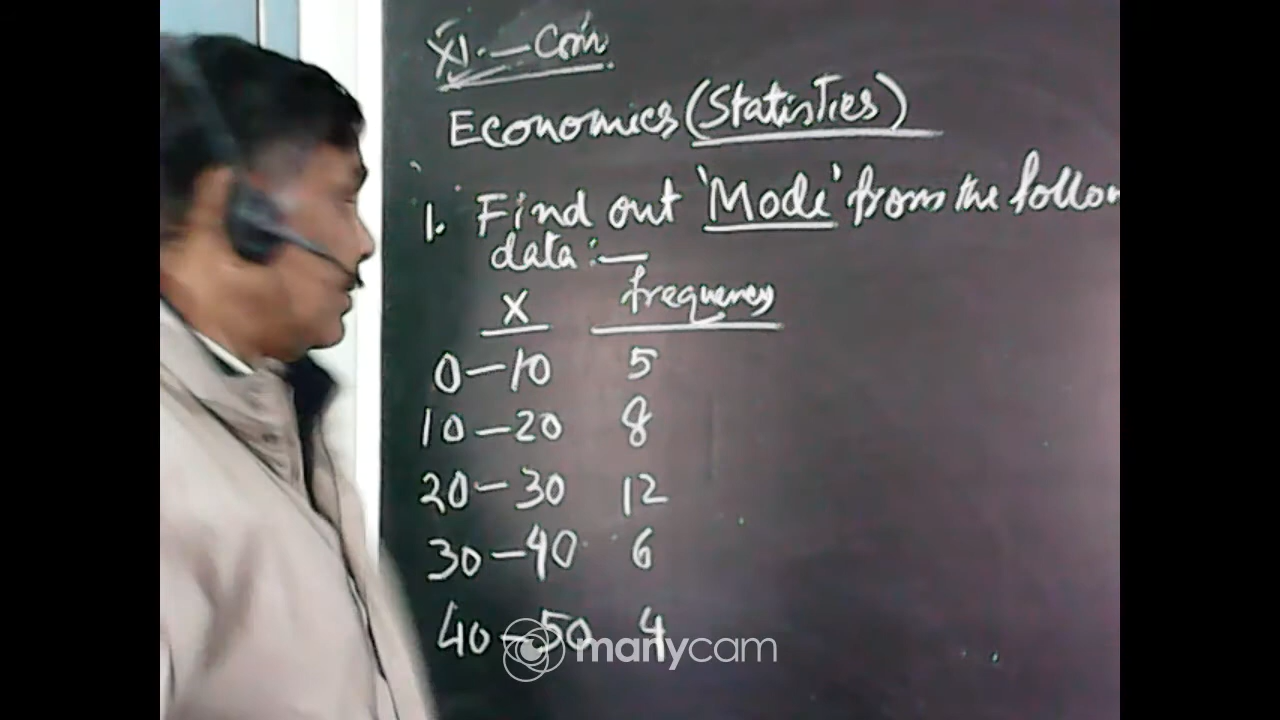 XI - Com
Economics (Statistics)
1. Find out 'Mode' from the follow
data :-
X frequency
0-10 5
10-20 8
20-30 12
30-40 6
40-50 4
manycam